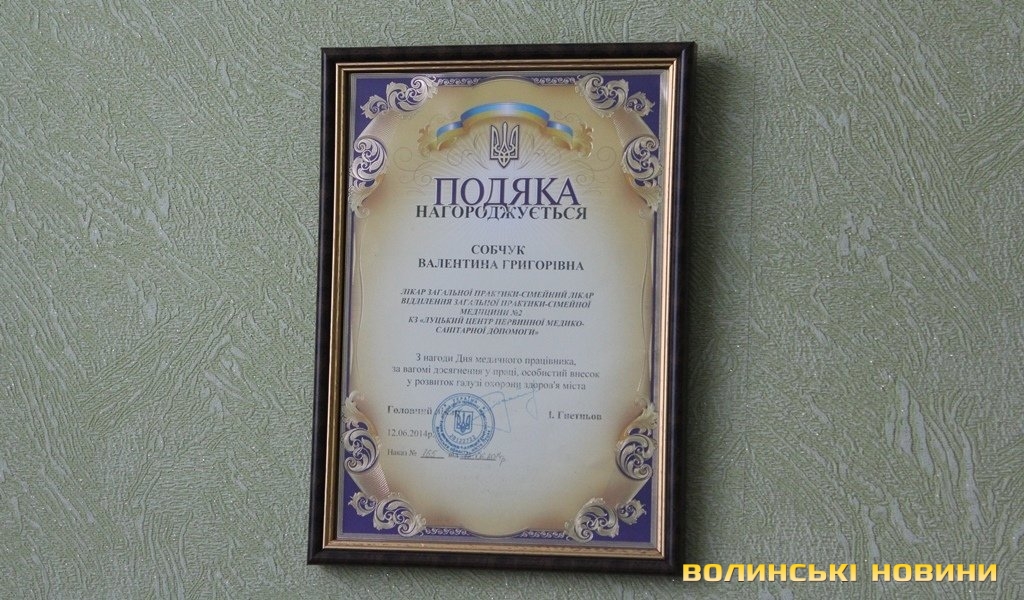 ПОДЯКА
НАГОРОДЖУЄТЬСЯ
СОБЧУК
ВАЛЕНТИНА ГРИГОРІВНА
ЛІКАР ЗАГАЛЬНОЇ ПРАКТИКИ-СІМЕЙНИЙ ЛІКАР
ВІДДІЛЕННЯ ЗАГАЛЬНОЇ ПРАКТИКИ-СІМЕЙНОЇ
МЕДИЦИНИ №2
КЗ «ЛУЦЬКИЙ ЦЕНТР ПЕРВИННОЇ МЕДИКО-
САНІТАРНОЇ ДОПОМОГИ»
З нагоди Дня медичного працівника,
за вагомі досягнення у праці, особистий внесок
у розвиток галузі охорони здоров'я міста
Головний І.
12.06.2014р.
Наказ № 155 від
ВОЛИНСЬКІ НОВИНИ